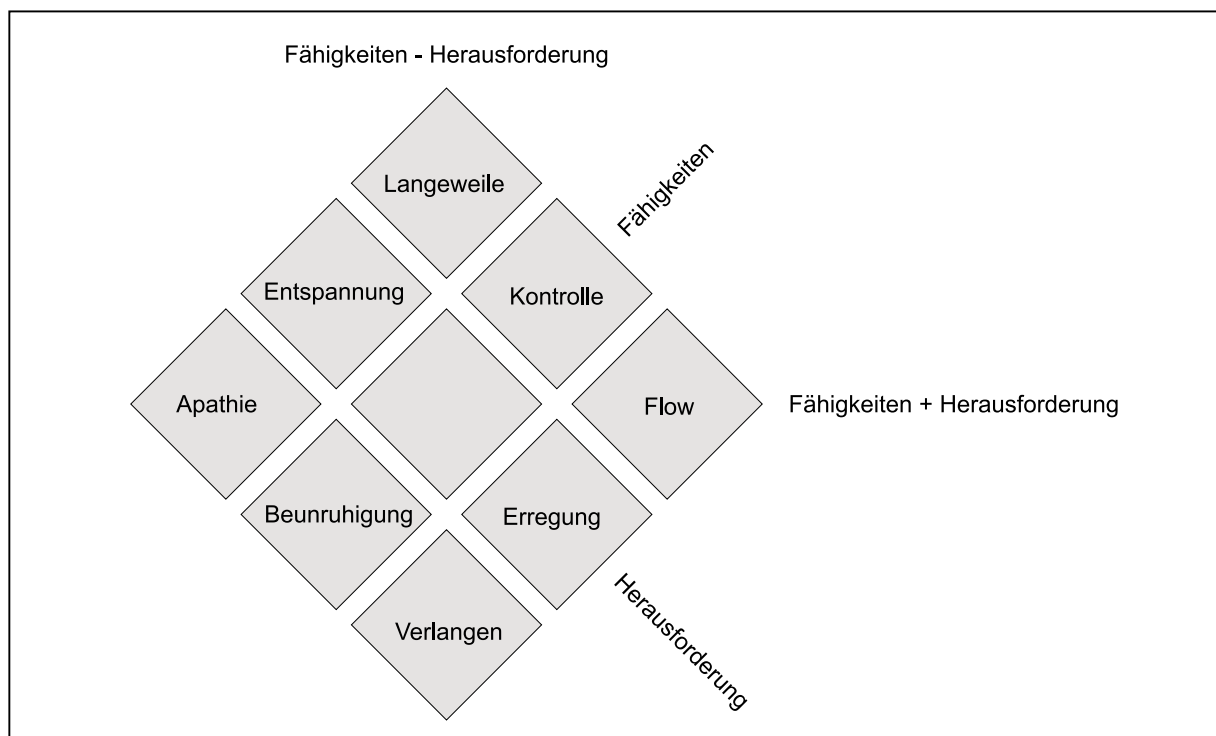 Fähigkeiten - Herausforderung
Langeweile
Fähigkeiten
Entspannung
Kontrolle
Apathie
Flow
Fähigkeiten + Herausforderung
Beunruhigung
Erregung
Verlangen
Herausforderung